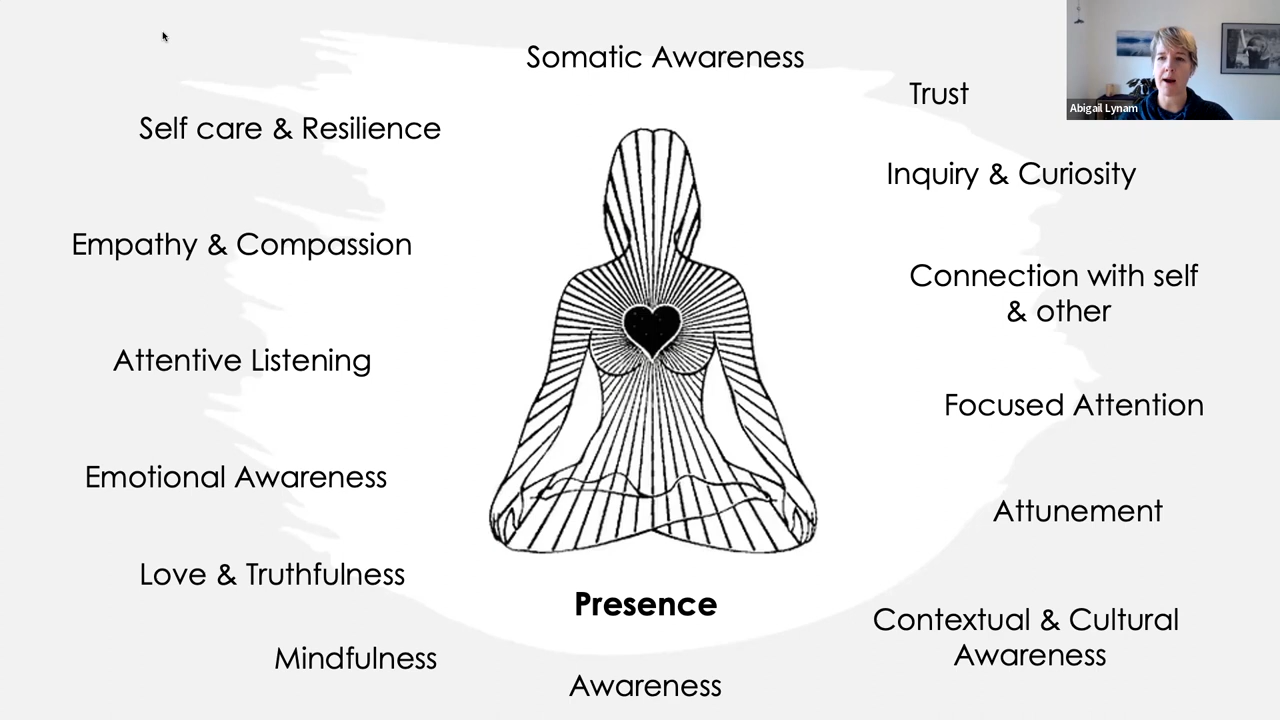 Somatic Awareness
Trust
Abigail Lynam
Self care & Resilience
Inquiry & Curiosity
Empathy & Compassion
Connection with self
& other
Attentive Listening
Focused Attention
Emotional Awareness
Attunement
Love & Truthfulness
Presence
Contextual & Cultural
Awareness
Mindfulness
Awareness